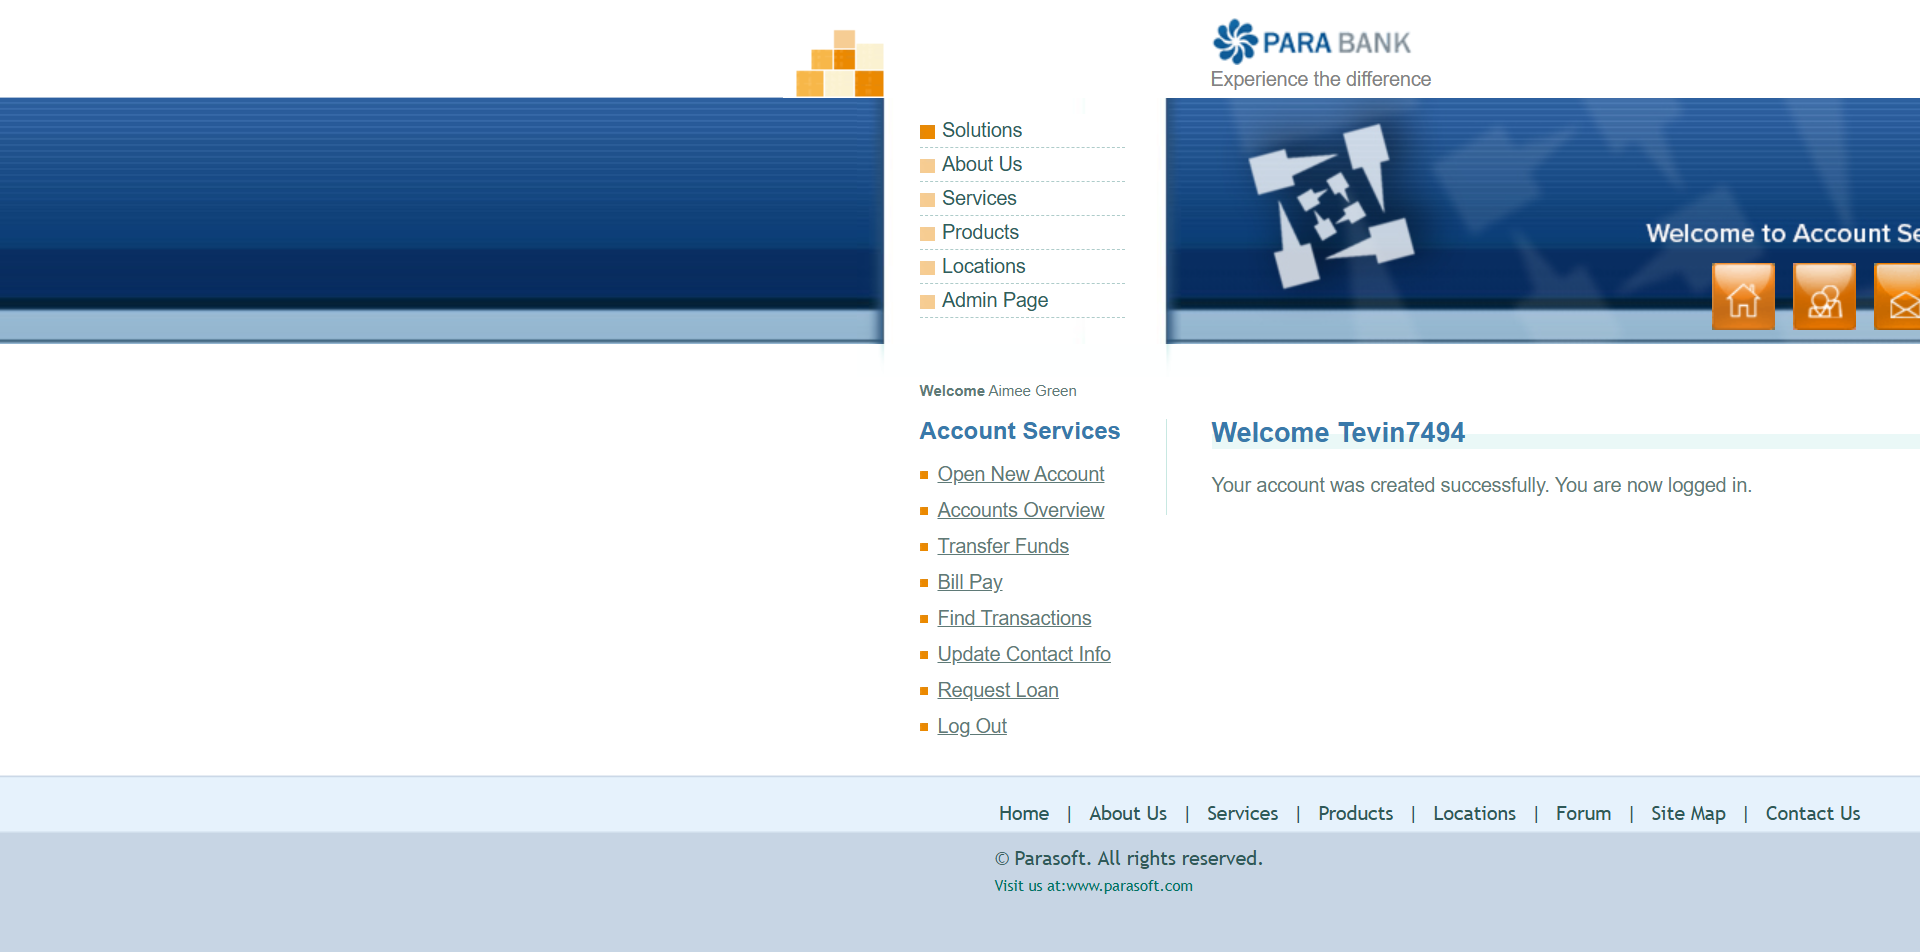 PARA BANK
Experience the difference
Solutions
About Us
Services
Products
Locations
Admin Page
Welcome to Account Se
Welcome Aimee Green
Account Services
Open New Account
Accounts Overview
Transfer Funds
Bill Pay
Find Transactions
Update Contact Info
Request Loan
Log Out
Welcome Tevin7494
Your account was created successfully. You are now logged in.
Home | About Us | Services | Products | Locations | Forum | Site Map | Contact Us
© Parasoft. All rights reserved.
Visit us at:www.parasoft.com